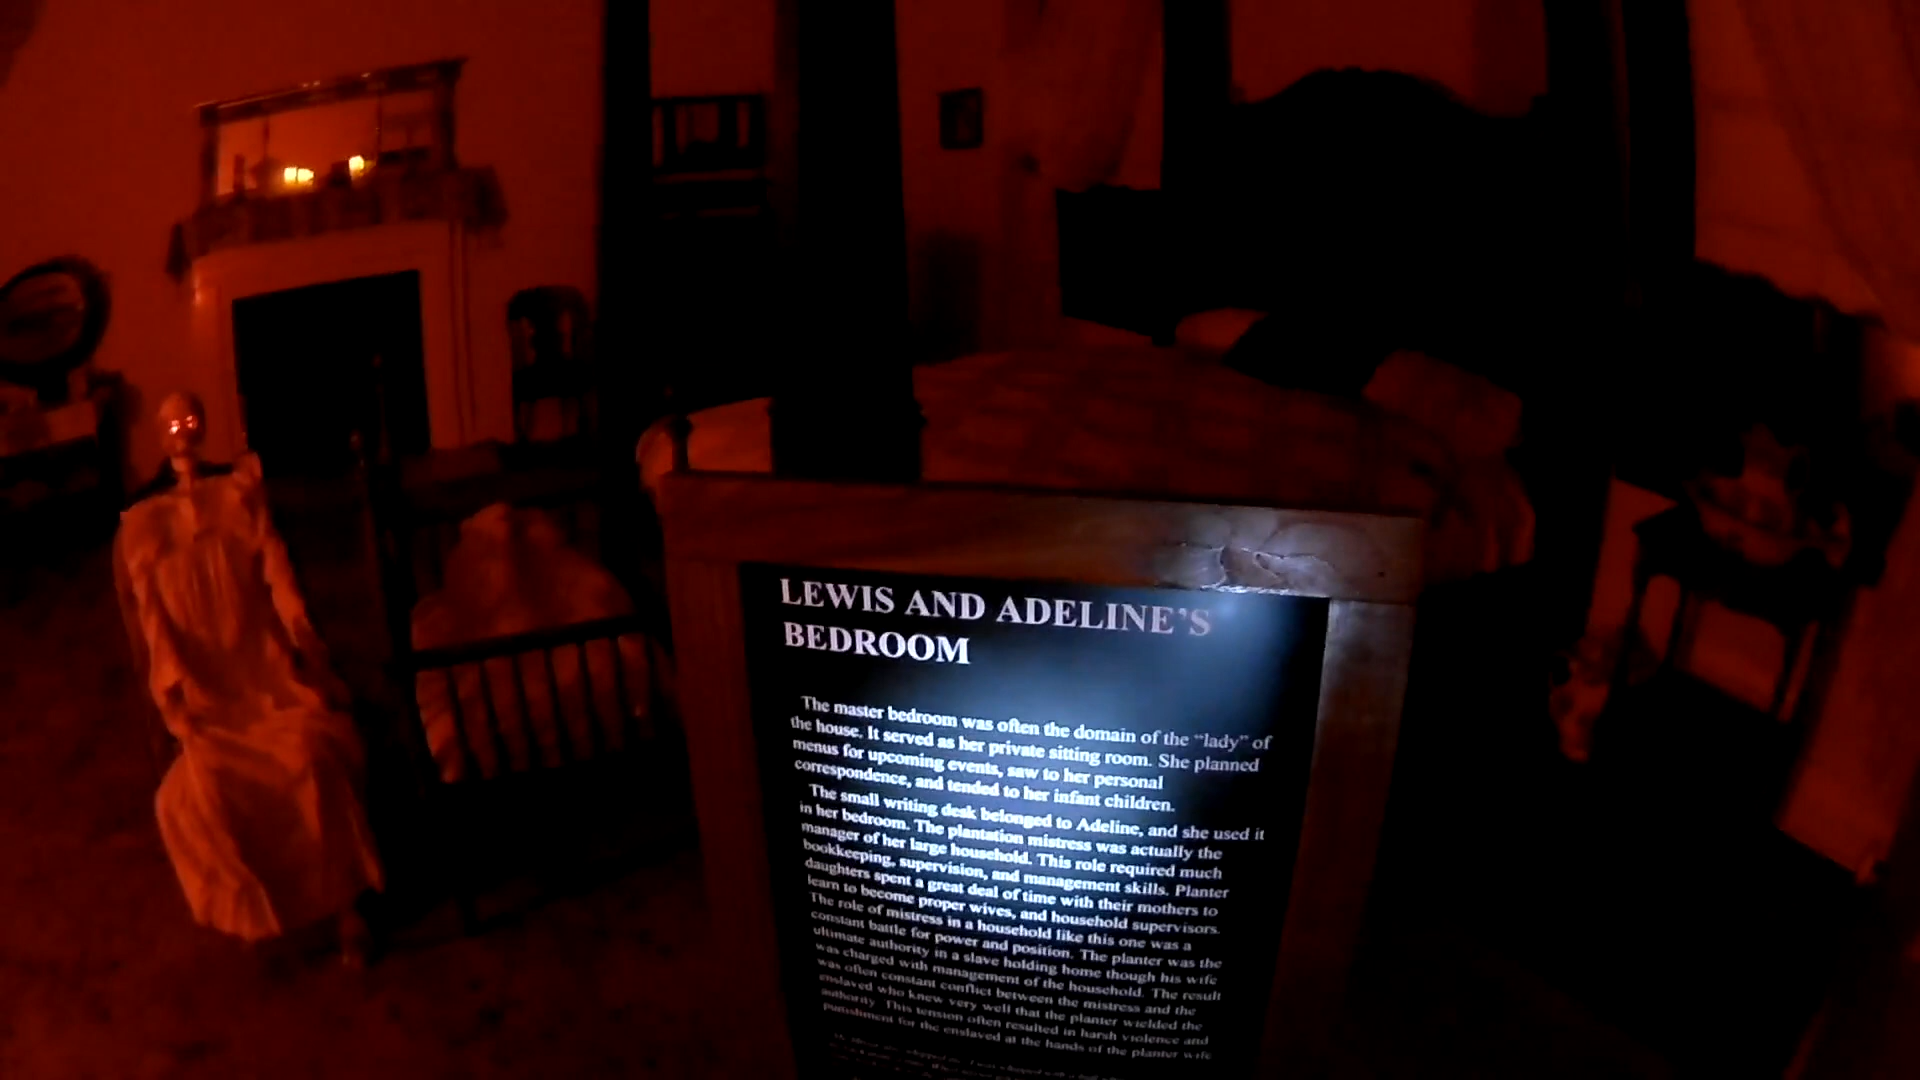 LEWIS AND ADELINE'S
BEDROOM
The master bedroom was often the domain of the “lady” of
the house. It served as her private sitting room. She planned
menus for upcoming events, saw to her personal
correspondence, and tended to her infant children.
The small writing desk belonged to Adeline, and she used it
in her bedroom. The plantation mistress was actually the
manager of her large household. This role required much
bookkeeping, supervision, and management skills. Planter
daughters spent a great deal of time with their mothers to
learn to become proper wives, and household supervisors.
The role of mistress in a household like this one was a
constant battle for power and position. The planter was the
ultimate authority in a slave holding home though his wife
was charged with management of the household. The result
was often constant conflict between the mistress and the
enslaved who knew very well that the planter wielded the
authority. This tension often resulted in harsh violence and
punishment for the enslaved at the hands of the planter wife